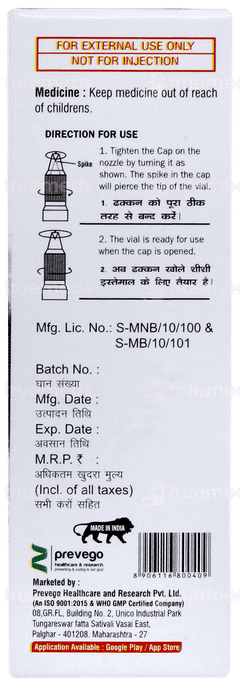 FOR EXTERNAL USE ONLY
NOT FOR INJECTION
Medicine : Keep medicine out of reach
of childrens.
DIRECTION FOR USE
Spike
1. Tighten the Cap on the
nozzle by turning it as
shown. The spike in the cap
will pierce the tip of the vial.
1. ढक्कन को पूरा ठीक
तरह से बन्द करें।
2. The vial is ready for use
when the cap is opened.
2. अब ढक्कन खोले शीशी
इस्तेमाल के लिए तैयार है।
Mfg. Lic. No.: S-MNB/10/100 &
S-MB/10/101
Batch No. :
घान संख्या
Mfg. Date :
उत्पादन तिथि
Exp. Date :
अवसान तिथि
M.R.P. ₹ :
अधिकतम खुदरा मुल्य
(Incl. of all taxes)
सभी करों सहित
MADE IN INDIA
prevego
healthcare & research
preventing & curing is our goal
8906116800409
Marketed by :
Prevego Healthcare and Research Pvt. Ltd.
(An ISO 9001:2015 & WHO GMP Certified Company)
08,GR.FL, Building No. 2, Unico Industrial Park
Tungareswar fatta Sativali Vasai East,
Palghar - 401208. Maharashtra - 27
Application Available : Google Play / App Store